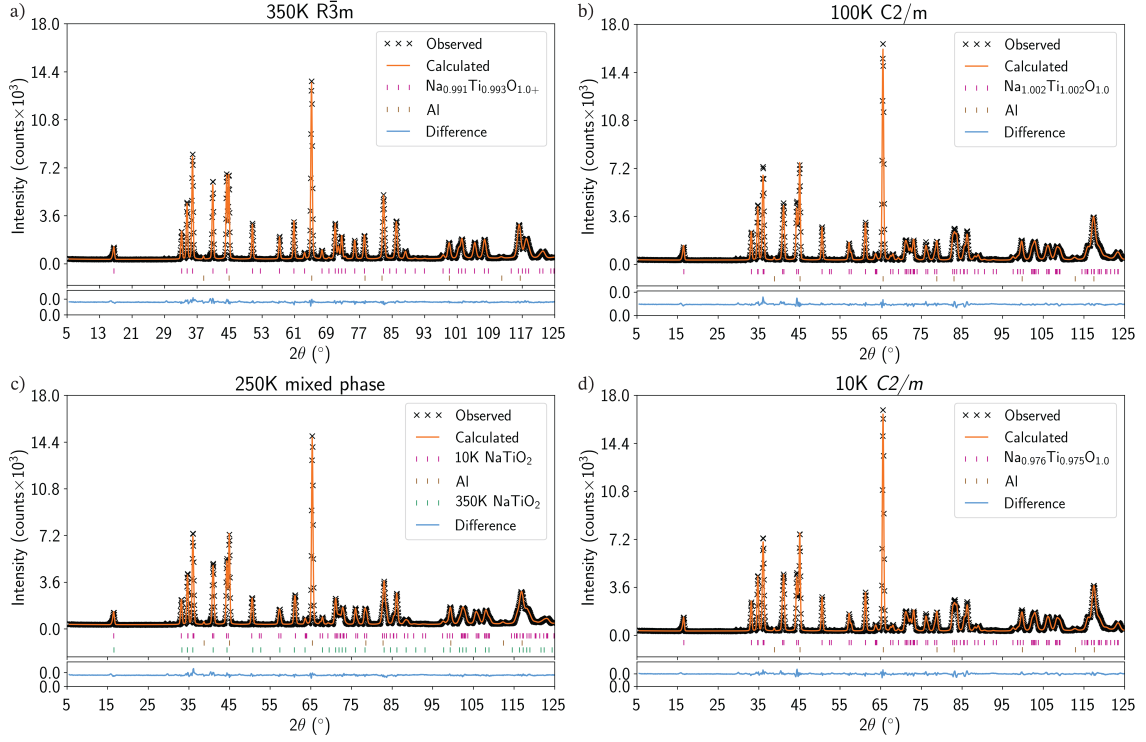 a)
350K R3̄m
Intensity (counts×10³)
18.0
14.4
10.8
7.2
3.6
0.0
Observed
Calculated
Na0.991Ti0.993O1.0+
Al
Difference
0.0
0.0
5 13 21 29 37 45 53 61 69 77 85 93 101 109 117 125
2θ (°)
b)
100K C2/m
Intensity (counts×10³)
18.0
14.4
10.8
7.2
3.6
0.0
Observed
Calculated
Na1.002Ti1.002O1.0
Al
Difference
0.0
0.0
5 15 25 35 45 55 65 75 85 95 105 115 125
2θ (°)
c)
250K mixed phase
Intensity (counts×10³)
18.0
14.4
10.8
7.2
3.6
0.0
Observed
Calculated
10K NaTiO₂
Al
350K NaTiO₂
Difference
0.0
0.0
5 15 25 35 45 55 65 75 85 95 105 115 125
2θ (°)
d)
10K C2/m
Intensity (counts×10³)
18.0
14.4
10.8
7.2
3.6
0.0
Observed
Calculated
Na0.976Ti0.975O1.0
Al
Difference
0.0
0.0
5 15 25 35 45 55 65 75 85 95 105 115 125
2θ (°)